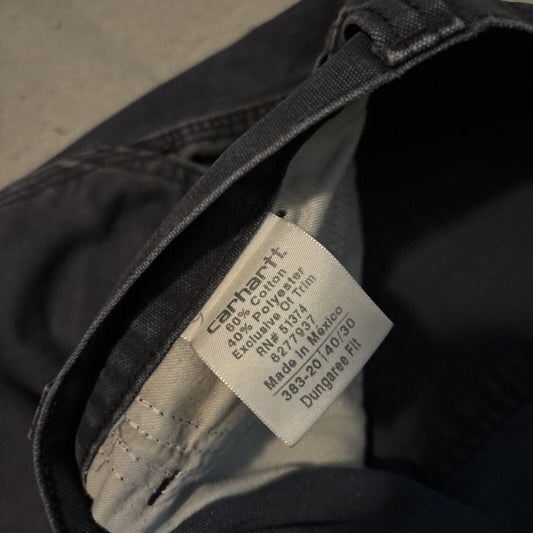 carhartt
60% Cotton
40% Polyester
Exclusive Of Trim
RN# 51374
6277937
Made in México
383-20 40/30
Dungaree Fit